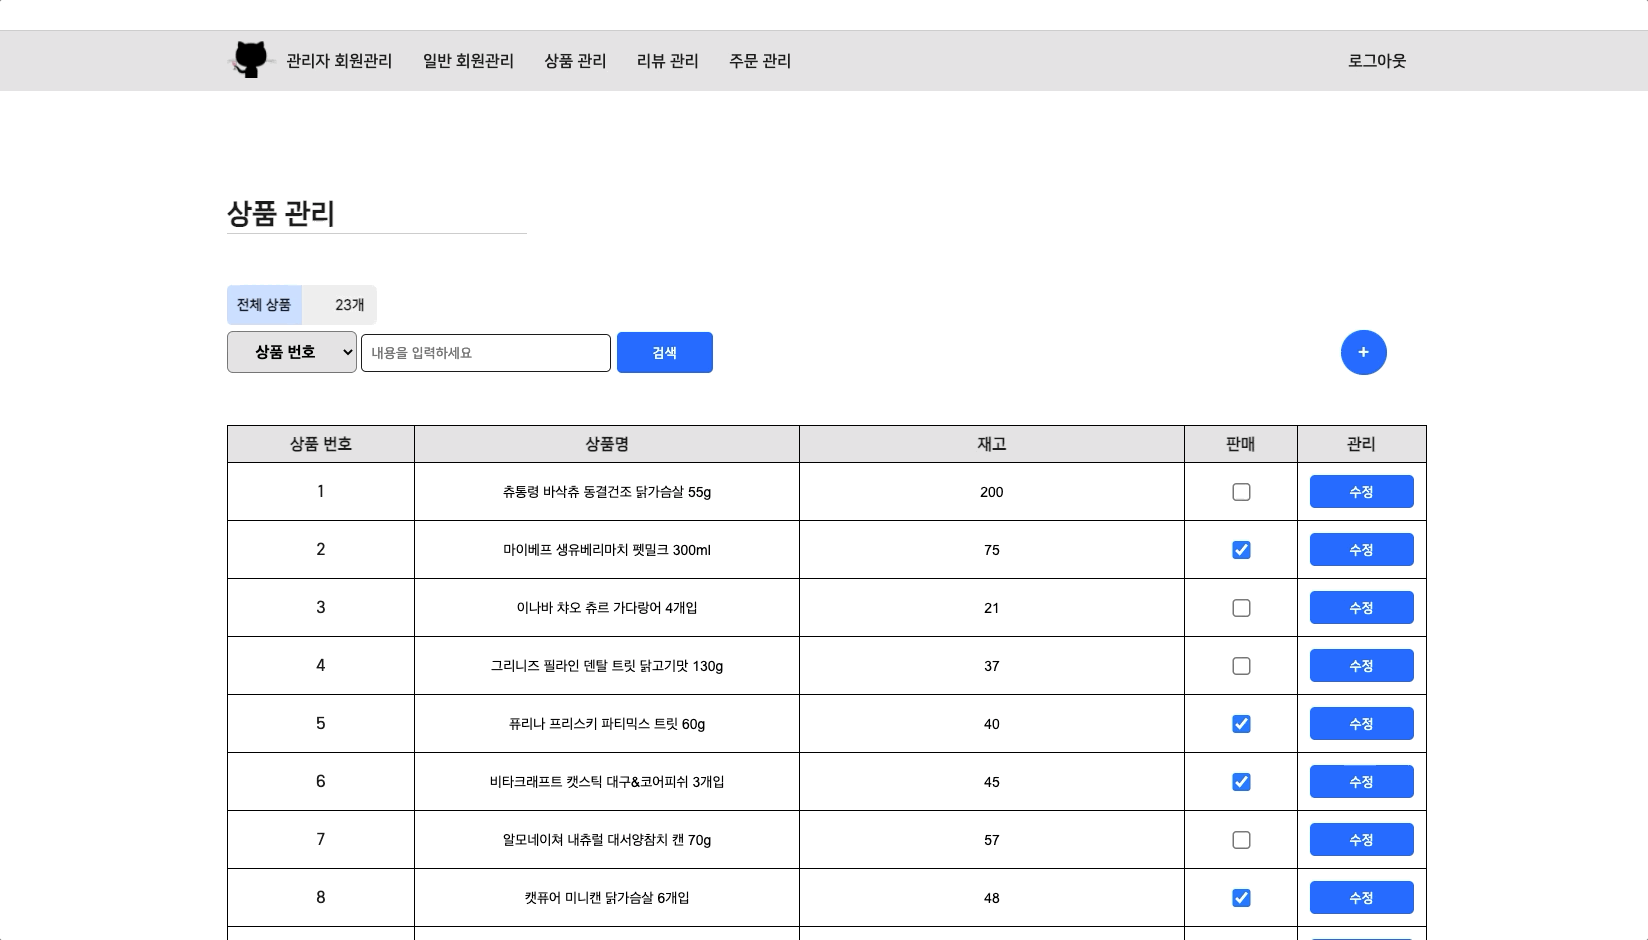 관리자 회원관리 일반 회원관리 상품 관리 리뷰 관리 주문 관리 로그아웃
상품 관리
전체 상품 23개
상품 번호 내용을 입력하세요 검색 +
상품 번호 상품명 재고 판매 관리
1 츄통령 바삭츄 동결건조 닭가슴살 55g 200 수정
2 마이베프 생유베리마치 펫밀크 300ml 75 수정
3 이나바 챠오 츄르 가다랑어 4개입 21 수정
4 그리니즈 필라인 덴탈 트릿 닭고기맛 130g 37 수정
5 퓨리나 프리스키 파티믹스 트릿 60g 40 수정
6 비타크래프트 캣스틱 대구&코어피쉬 3개입 45 수정
7 알모네이쳐 내츄럴 대서양참치 캔 70g 57 수정
8 캣퓨어 미니캔 닭가슴살 6개입 48 수정